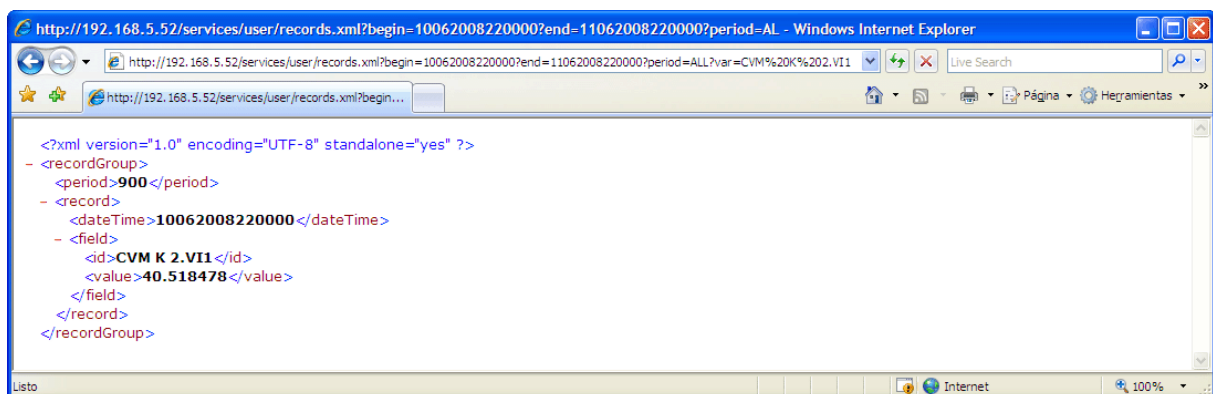 http://192.168.5.52/services/user/records.xml?begin=10062008220000?end=11062008220000?period=AL - Windows Internet Explorer
http://192.168.5.52/services/user/records.xml?begin=10062008220000?end=11062008220000?period=ALL?var=CVM%20K%202.VI1 Live Search
http://192.168.5.52/services/user/records.xml?begin... Página Herramientas »
<?xml version="1.0" encoding="UTF-8" standalone="yes" ?>
- <recordGroup>
<period>900</period>
- <record>
<dateTime>10062008220000</dateTime>
- <field>
<id>CVM K 2.VI1</id>
<value>40.518478</value>
</field>
</record>
</recordGroup>
Listo Internet 100%